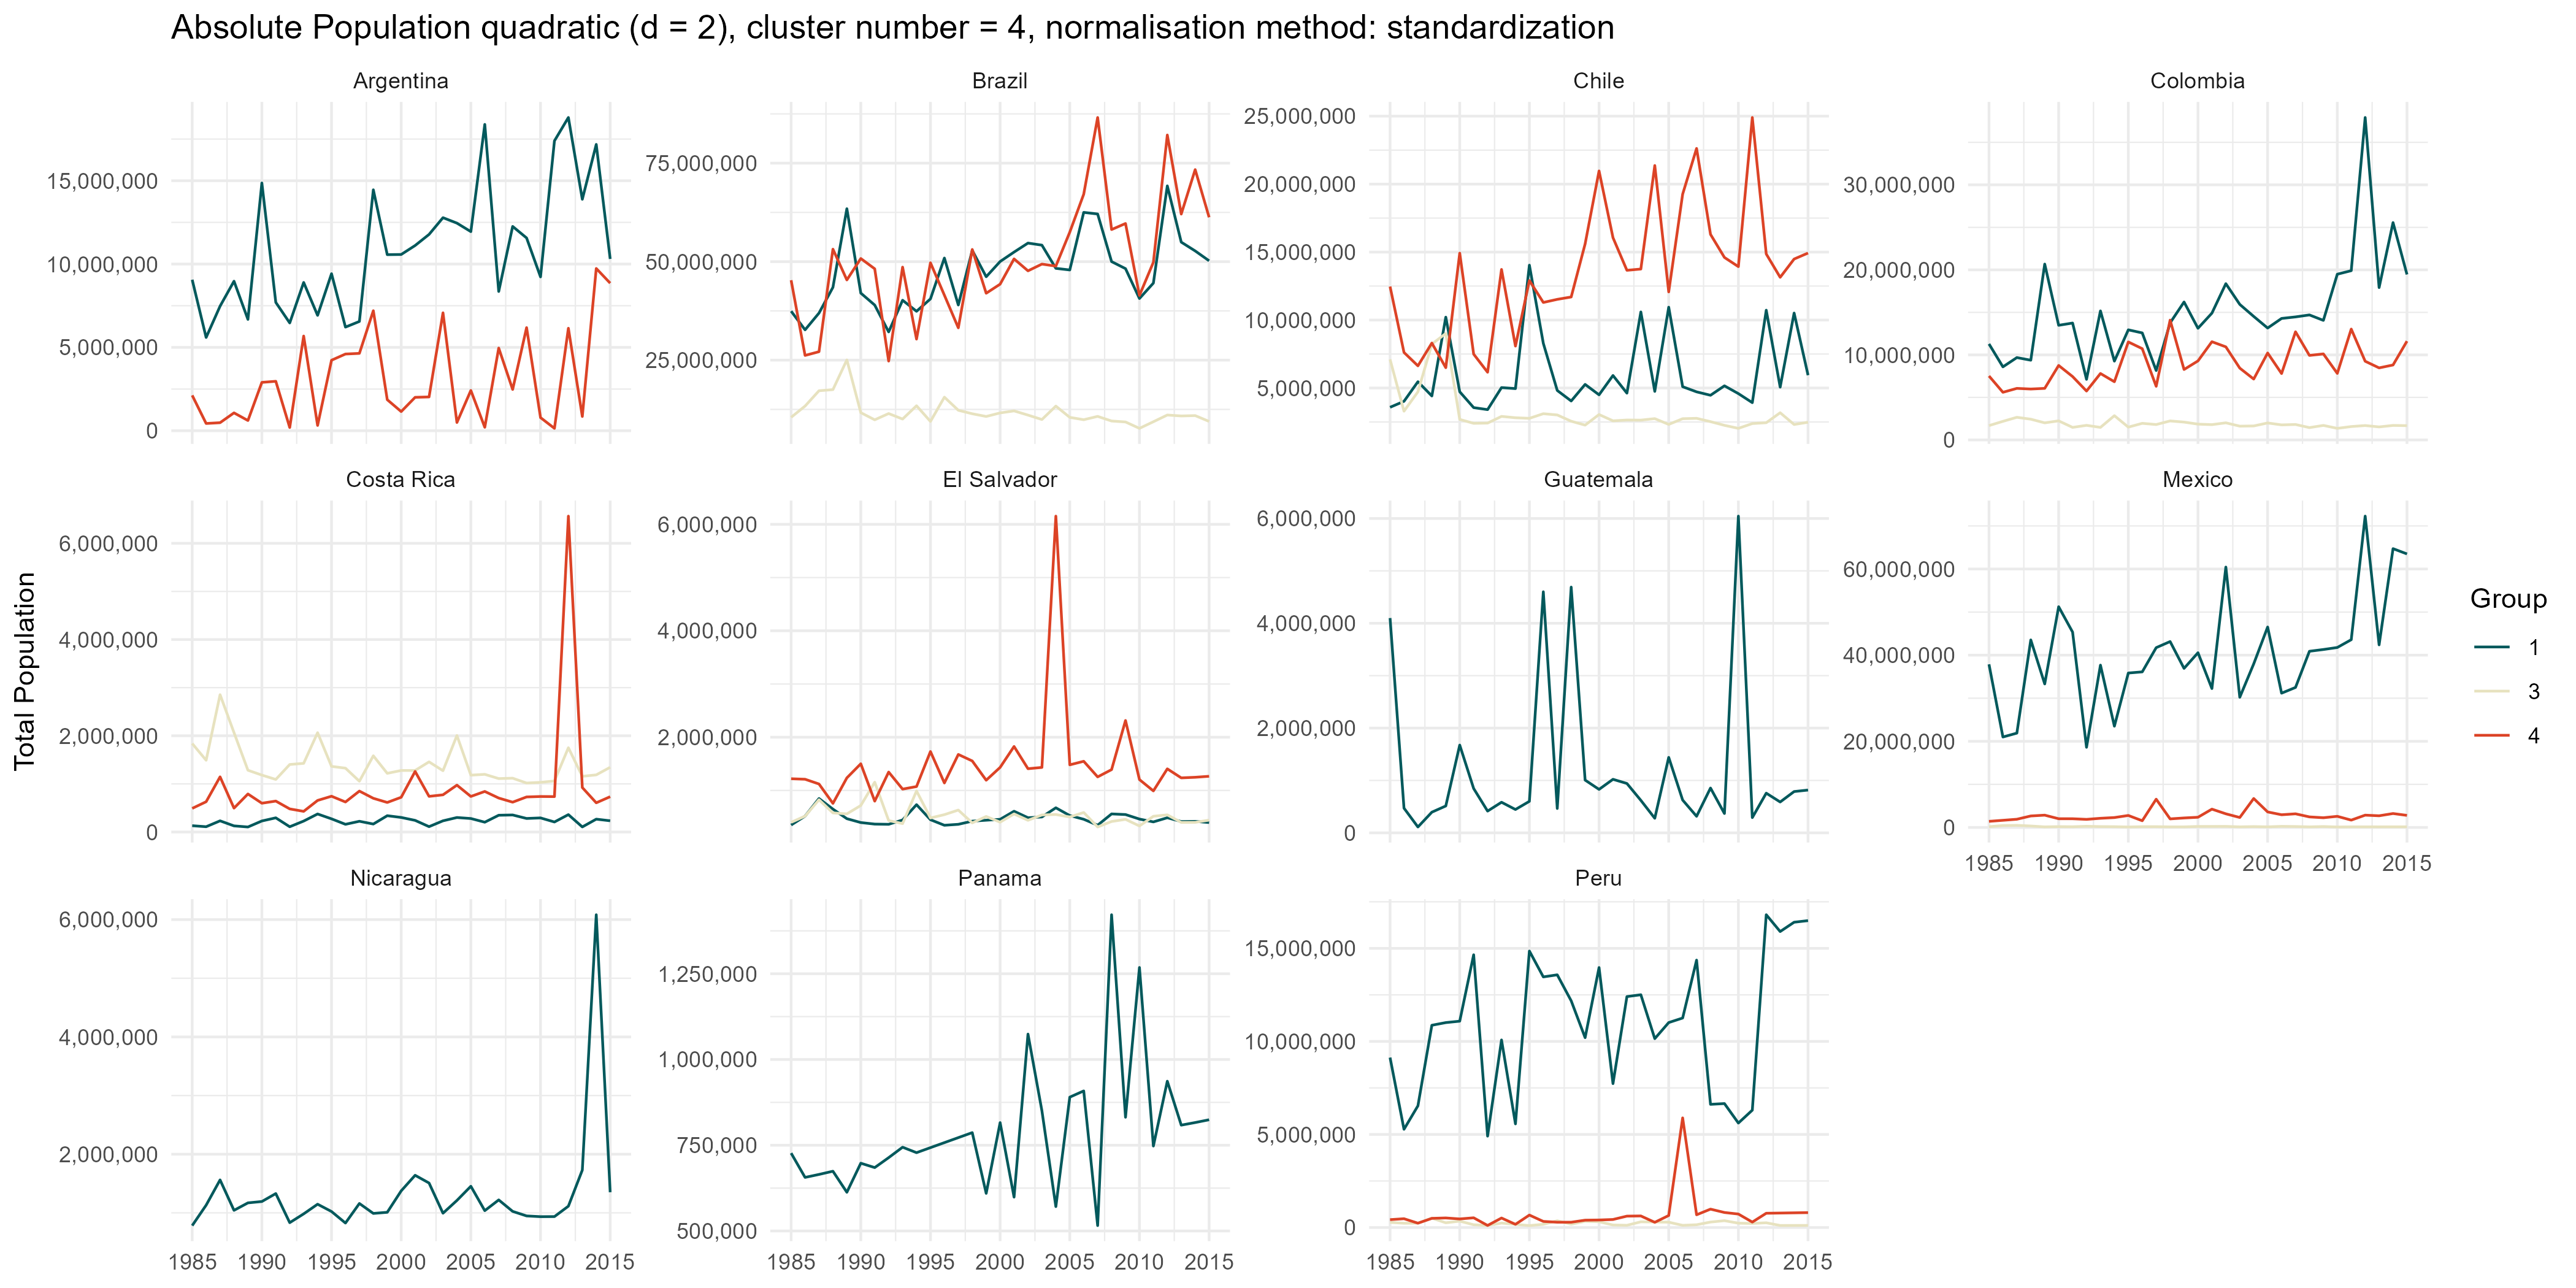 Absolute Population quadratic (d = 2), cluster number = 4, normalisation method: standardization
Argentina
Brazil
Chile
Colombia
15,000,000
10,000,000
5,000,000
0
75,000,000
50,000,000
25,000,000
25,000,000
20,000,000
15,000,000
10,000,000
5,000,000
30,000,000
20,000,000
10,000,000
0
Costa Rica
El Salvador
Guatemala
Mexico
6,000,000
4,000,000
2,000,000
0
6,000,000
4,000,000
2,000,000
6,000,000
4,000,000
2,000,000
0
60,000,000
40,000,000
20,000,000
0
1985 1990 1995 2000 2005 2010 2015
Nicaragua
Panama
Peru
6,000,000
4,000,000
2,000,000
1985 1990 1995 2000 2005 2010 2015
1,250,000
1,000,000
750,000
500,000
1985 1990 1995 2000 2005 2010 2015
15,000,000
10,000,000
5,000,000
0
1985 1990 1995 2000 2005 2010 2015
Total Population
Group
1
3
4